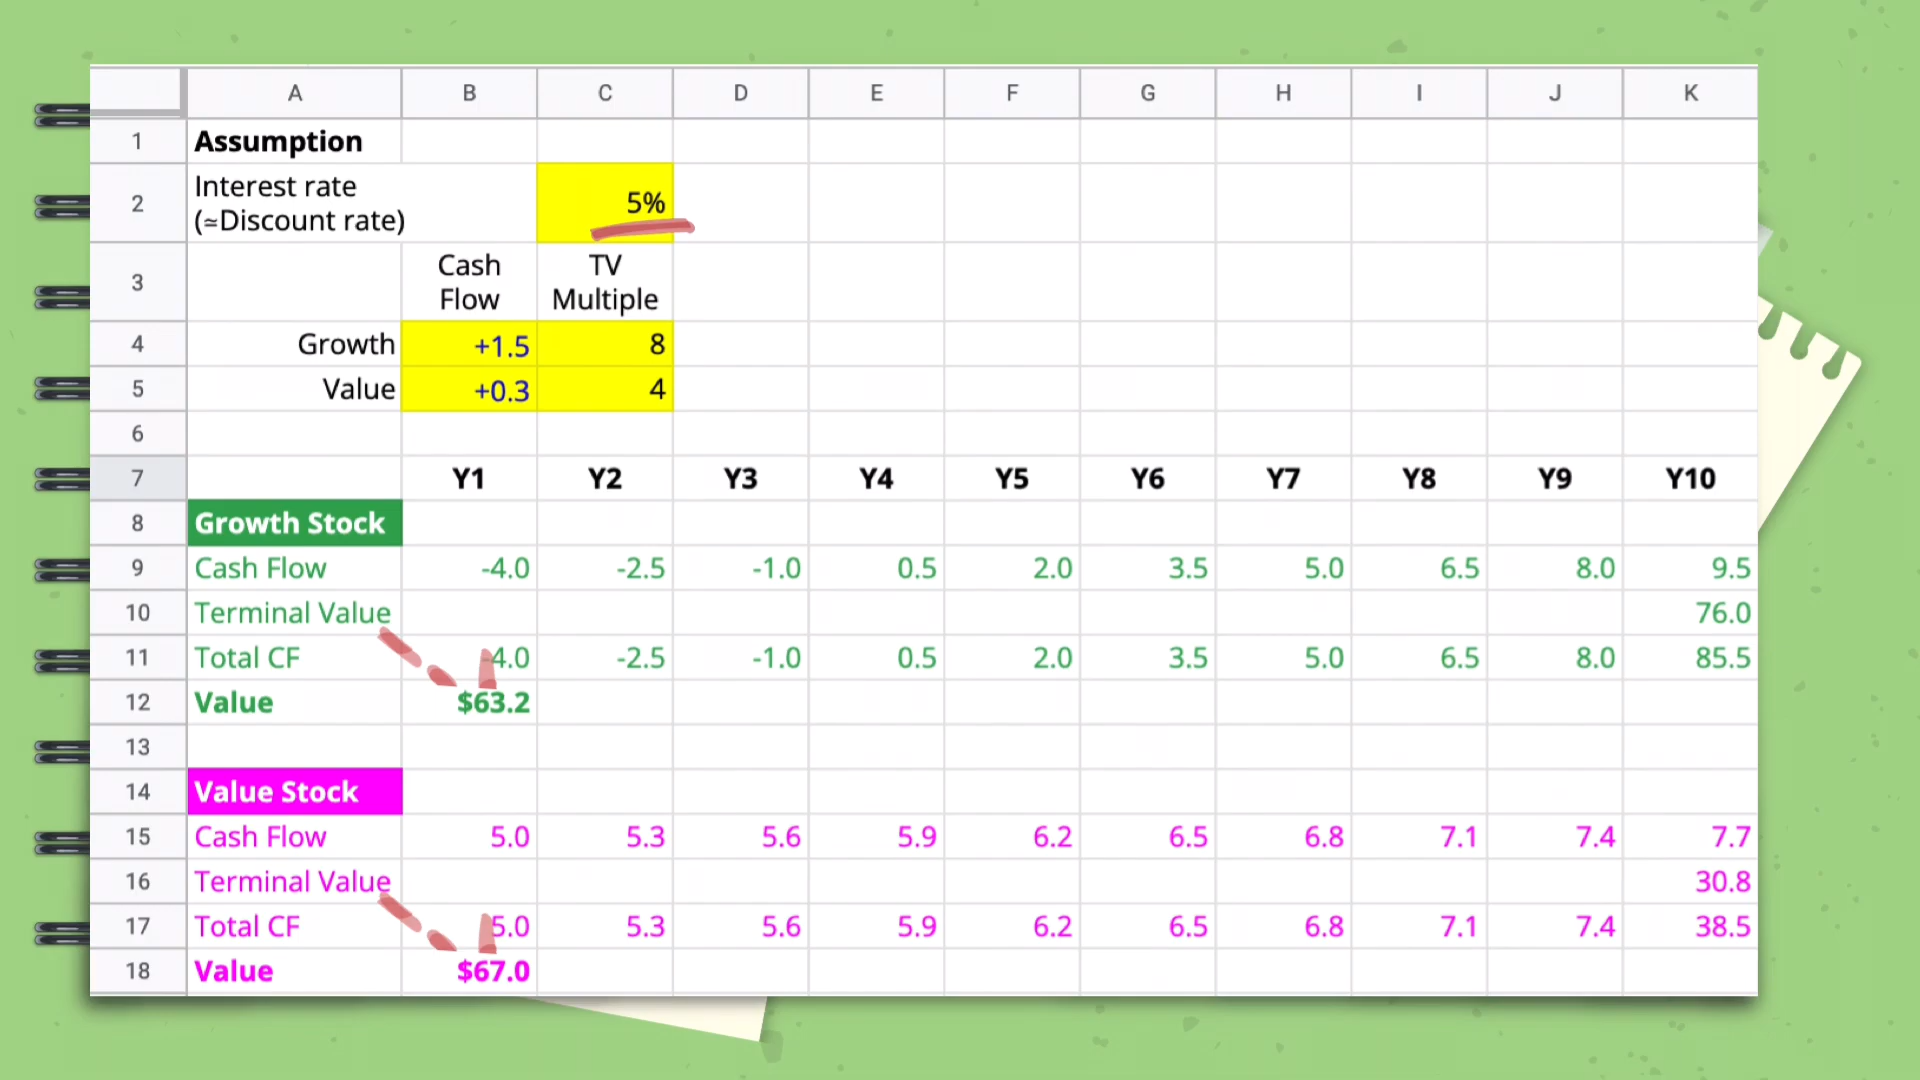 A B C D E F G H I J K
1 Assumption
2 Interest rate
(≃Discount rate) 5%
3 Cash
Flow TV
Multiple
4 Growth +1.5 8
5 Value +0.3 4
6
7 Y1 Y2 Y3 Y4 Y5 Y6 Y7 Y8 Y9 Y10
8 Growth Stock
9 Cash Flow -4.0 -2.5 -1.0 0.5 2.0 3.5 5.0 6.5 8.0 9.5
10 Terminal Value 76.0
11 Total CF -4.0 -2.5 -1.0 0.5 2.0 3.5 5.0 6.5 8.0 85.5
12 Value $63.2
13
14 Value Stock
15 Cash Flow 5.0 5.3 5.6 5.9 6.2 6.5 6.8 7.1 7.4 7.7
16 Terminal Value 30.8
17 Total CF 5.0 5.3 5.6 5.9 6.2 6.5 6.8 7.1 7.4 38.5
18 Value $67.0